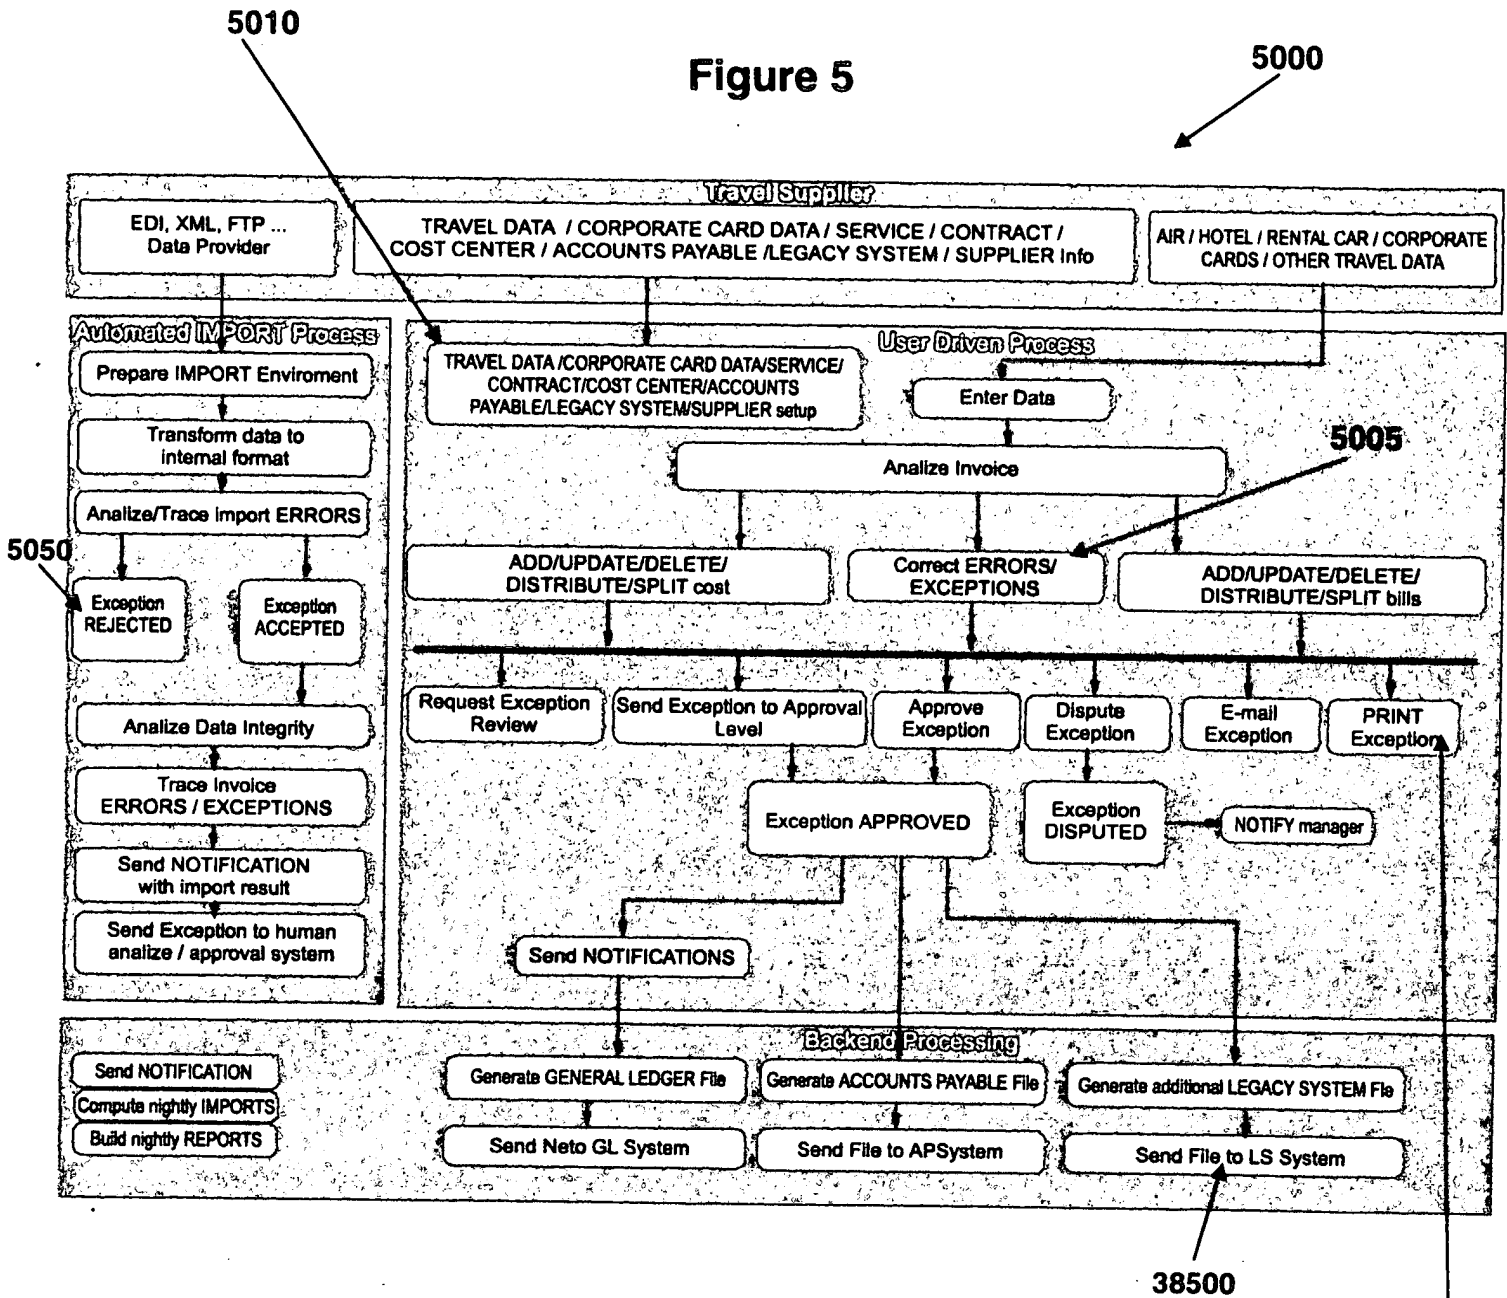 5010
Figure 5
5000
Travel Supplier
EDI, XML, FTP ...
Data Provider
TRAVEL DATA / CORPORATE CARD DATA / SERVICE / CONTRACT /
COST CENTER / ACCOUNTS PAYABLE /LEGACY SYSTEM / SUPPLIER Info
AIR / HOTEL / RENTAL CAR / CORPORATE
CARDS / OTHER TRAVEL DATA
Automated IMPORT Process
Prepare IMPORT Enviroment
Transform data to
internal format
Analize/Trace import ERRORS
5050
Exception
REJECTED
Exception
ACCEPTED
Analize Data Integrity
Trace Invoice
ERRORS / EXCEPTIONS
Send NOTIFICATION
with import result
Send Exception to human
analize / approval system
User Driven Process
TRAVEL DATA /CORPORATE CARD DATA/SERVICE/
CONTRACT/COST CENTER/ACCOUNTS
PAYABLE/LEGACY SYSTEM/SUPPLIER setup
Enter Data
5005
Analize Invoice
ADD/UPDATE/DELETE/
DISTRIBUTE/SPLIT cost
Correct ERRORS/
EXCEPTIONS
ADD/UPDATE/DELETE/
DISTRIBUTE/SPLIT bills
Request Exception
Review
Send Exception to Approval
Level
Approve
Exception
Dispute
Exception
E-mail
Exception
PRINT
Exception
Exception APPROVED
Exception
DISPUTED
NOTIFY manager
Send NOTIFICATIONS
Backend Processing
Send NOTIFICATION
Compute nightly IMPORTS
Build nightly REPORTS
Generate GENERAL LEDGER File
Generate ACCOUNTS PAYABLE File
Generate additional LEGACY SYSTEM Fle
Send Neto GL System
Send File to APSystem
Send File to LS System
38500